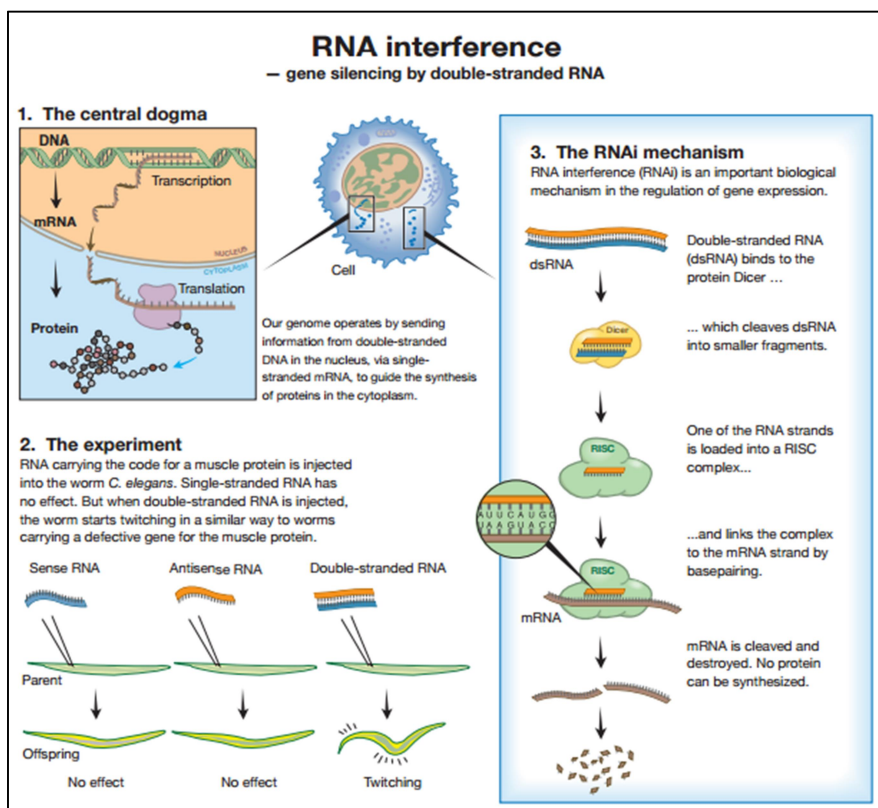 RNA interference
– gene silencing by double-stranded RNA
1. The central dogma
DNA
Transcription
mRNA
NUCLEUS
CYTOPLASM
Translation
Protein
Cell
Our genome operates by sending
information from double-stranded
DNA in the nucleus, via single-
stranded mRNA, to guide the synthesis
of proteins in the cytoplasm.
2. The experiment
RNA carrying the code for a muscle protein is injected
into the worm C. elegans. Single-stranded RNA has
no effect. But when double-stranded RNA is injected,
the worm starts twitching in a similar way to worms
carrying a defective gene for the muscle protein.
Sense RNA
Antisense RNA
Double-stranded RNA
Parent
Offspring
No effect
No effect
Twitching
3. The RNAi mechanism
RNA interference (RNAi) is an important biological
mechanism in the regulation of gene expression.
dsRNA
Double-stranded RNA
(dsRNA) binds to the
protein Dicer ...
Dicer
... which cleaves dsRNA
into smaller fragments.
RISC
One of the RNA strands
is loaded into a RISC
complex...
AUUCAUGG
UAAGUACC
RISC
mRNA
...and links the complex
to the mRNA strand by
basepairing.
mRNA is cleaved and
destroyed. No protein
can be synthesized.